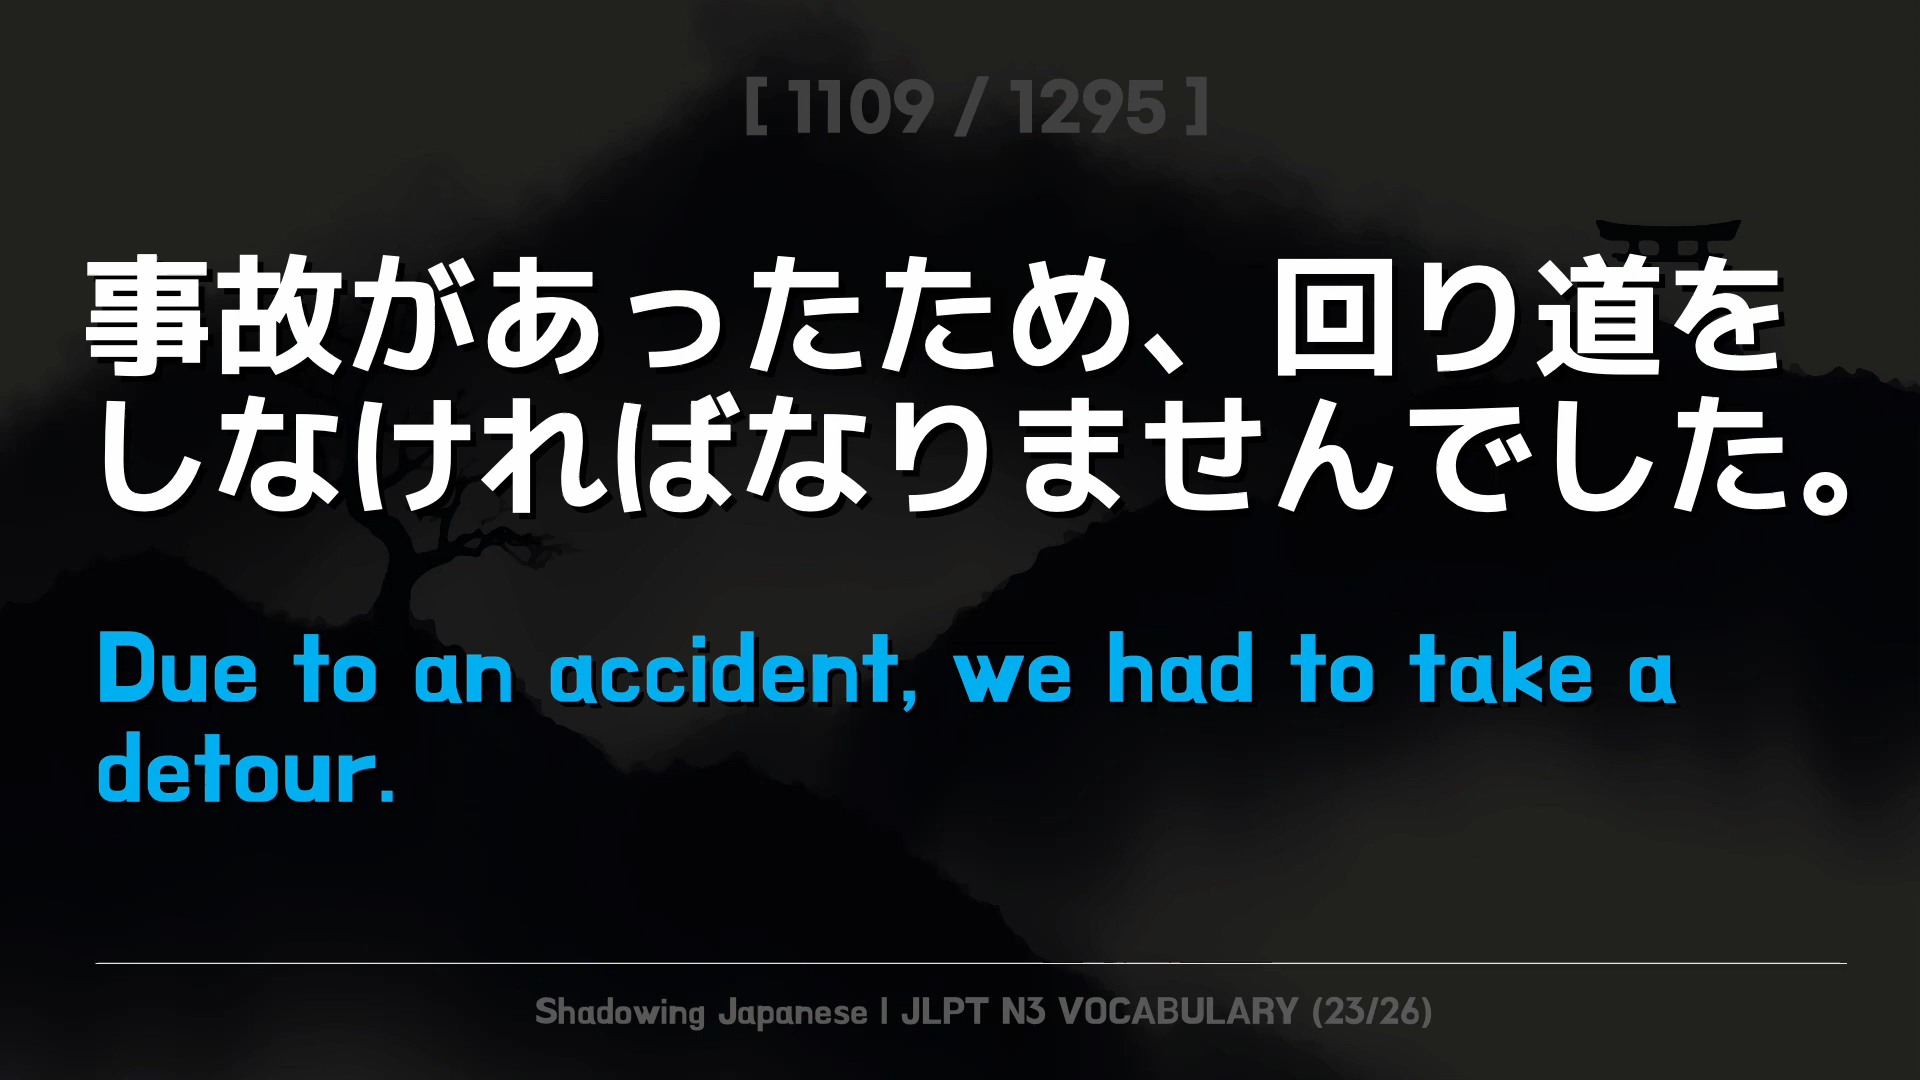 [ 1109 / 1295 ]
事故があったため、回り道を
しなければなりませんでした。
Due to an accident, we had to take a
detour.
Shadowing Japanese | JLPT N3 VOCABULARY (23/26)